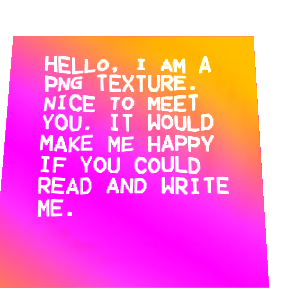 HELLO, I AM A
PNG TEXTURE.
NICE TO MEET
YOU. IT WOULD
MAKE ME HAPPY
IF YOU COULD
READ AND WRITE
ME.